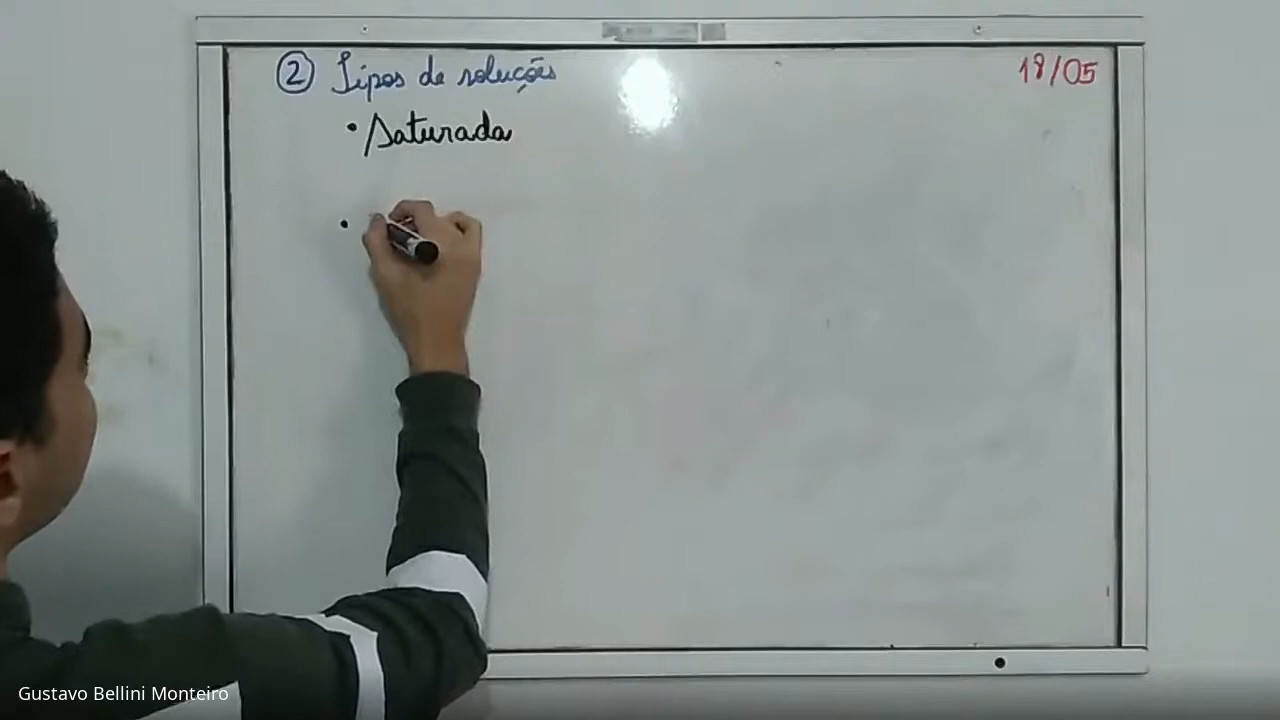 ② Tipos de soluções
18/05
• Saturada
•
Gustavo Bellini Monteiro